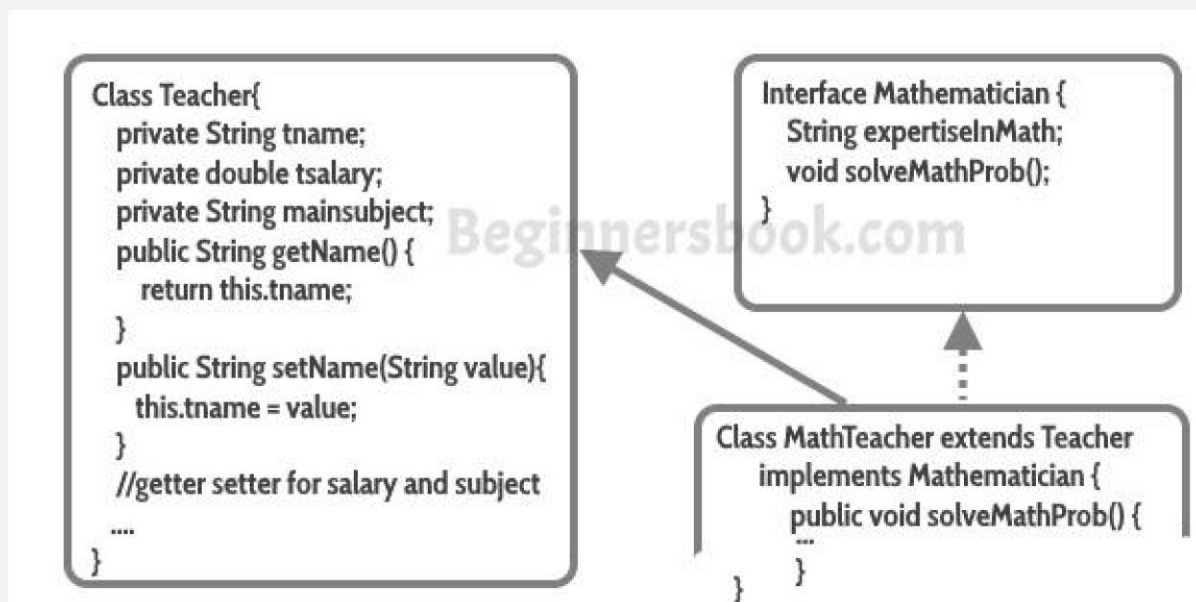 Class Teacher{
private String tname;
private double tsalary;
private String mainsubject;
public String getName() {
return this.tname;
}
public String setName(String value){
this.tname = value;
}
//getter setter for salary and subject
....
}
Beginnersbook.com
Interface Mathematician {
String expertiseInMath;
void solveMathProb();
}
Class MathTeacher extends Teacher
implements Mathematician {
public void solveMathProb() {
...
}
}